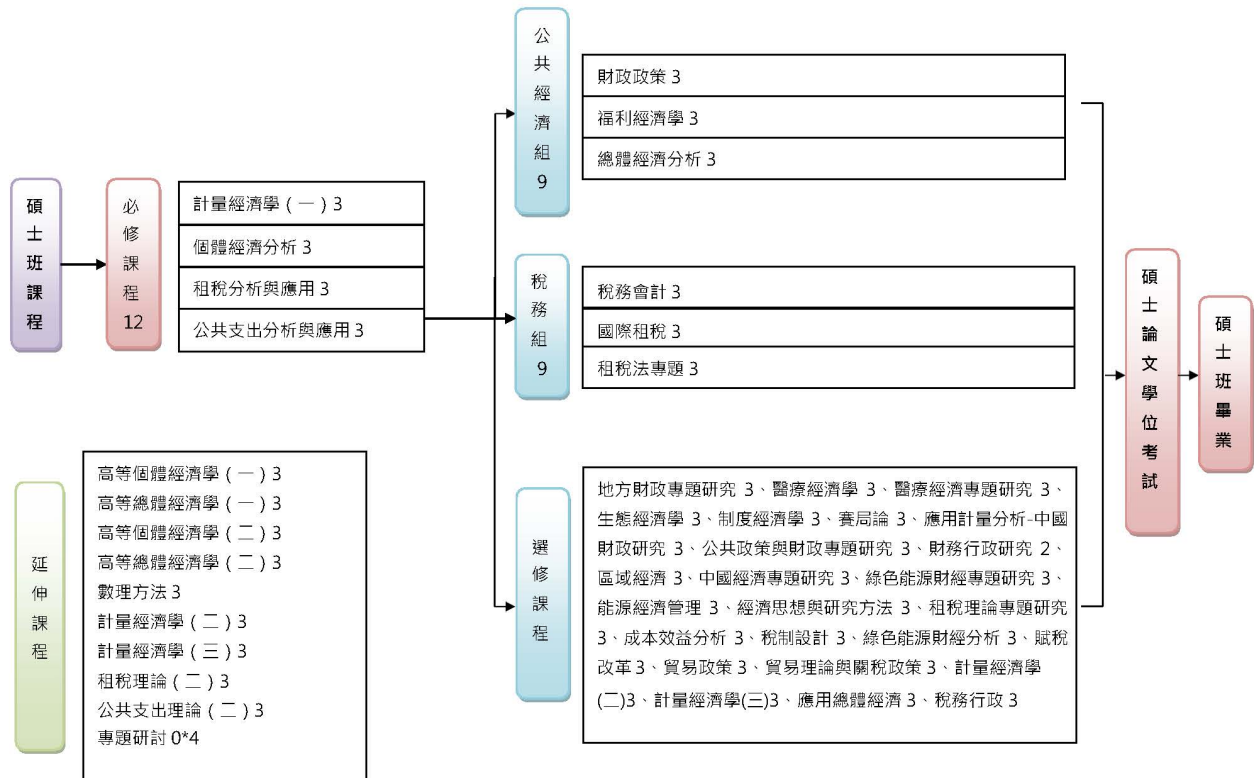 碩士班課程
必修課程 12
計量經濟學(一)3
個體經濟分析 3
租稅分析與應用 3
公共支出分析與應用 3
公共經濟組 9
財政政策 3
福利經濟學 3
總體經濟分析 3
稅務組 9
稅務會計 3
國際租稅 3
租稅法專題 3
選修課程
地方財政專題研究 3、醫療經濟學 3、醫療經濟專題研究 3、
生態經濟學 3、制度經濟學 3、賽局論 3、應用計量分析-中國
財政研究 3、公共政策與財政專題研究 3、財務行政研究 2、
區域經濟 3、中國經濟專題研究 3、綠色能源財經專題研究 3、
能源經濟管理 3、經濟思想與研究方法 3、租稅理論專題研究
3、成本效益分析 3、稅制設計 3、綠色能源財經分析 3、賦稅
改革 3、貿易政策 3、貿易理論與關稅政策 3、計量經濟學
(二)3、計量經濟學(三)3、應用總體經濟 3、稅務行政 3
碩士論文學位考試
碩士班畢業
延伸課程
高等個體經濟學(一)3
高等總體經濟學(一)3
高等個體經濟學(二)3
高等總體經濟學(二)3
數理方法 3
計量經濟學(二)3
計量經濟學(三)3
租稅理論(二)3
公共支出理論(二)3
專題研討 0*4